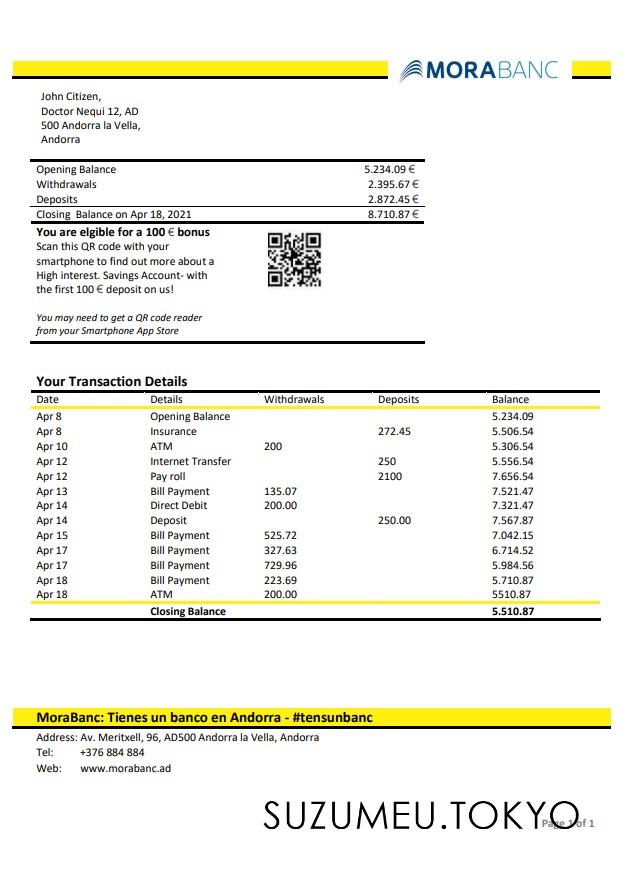 MORABANC
John Citizen,
Doctor Nequi 12, AD
500 Andorra la Vella,
Andorra
Opening Balance 5.234.09 €
Withdrawals 2.395.67 €
Deposits 2.872.45 €
Closing Balance on Apr 18, 2021 8.710.87 €
You are elgible for a 100 € bonus
Scan this QR code with your
smartphone to find out more about a
High interest. Savings Account- with
the first 100 € deposit on us!
You may need to get a QR code reader
from your Smartphone App Store
Your Transaction Details
Date Details Withdrawals Deposits Balance
Apr 8 Opening Balance 5.234.09
Apr 8 Insurance 272.45 5.506.54
Apr 10 ATM 200 5.306.54
Apr 12 Internet Transfer 250 5.556.54
Apr 12 Pay roll 2100 7.656.54
Apr 13 Bill Payment 135.07 7.521.47
Apr 14 Direct Debit 200.00 7.321.47
Apr 14 Deposit 250.00 7.567.87
Apr 15 Bill Payment 525.72 7.042.15
Apr 17 Bill Payment 327.63 6.714.52
Apr 17 Bill Payment 729.96 5.984.56
Apr 18 Bill Payment 223.69 5.710.87
Apr 18 ATM 200.00 5510.87
Closing Balance 5.510.87
MoraBanc: Tienes un banco en Andorra - #tensunbanc
Address: Av. Meritxell, 96, AD500 Andorra la Vella, Andorra
Tel: +376 884 884
Web: www.morabanc.ad
SUZUMEU.TOKYO
Page 1 of 1